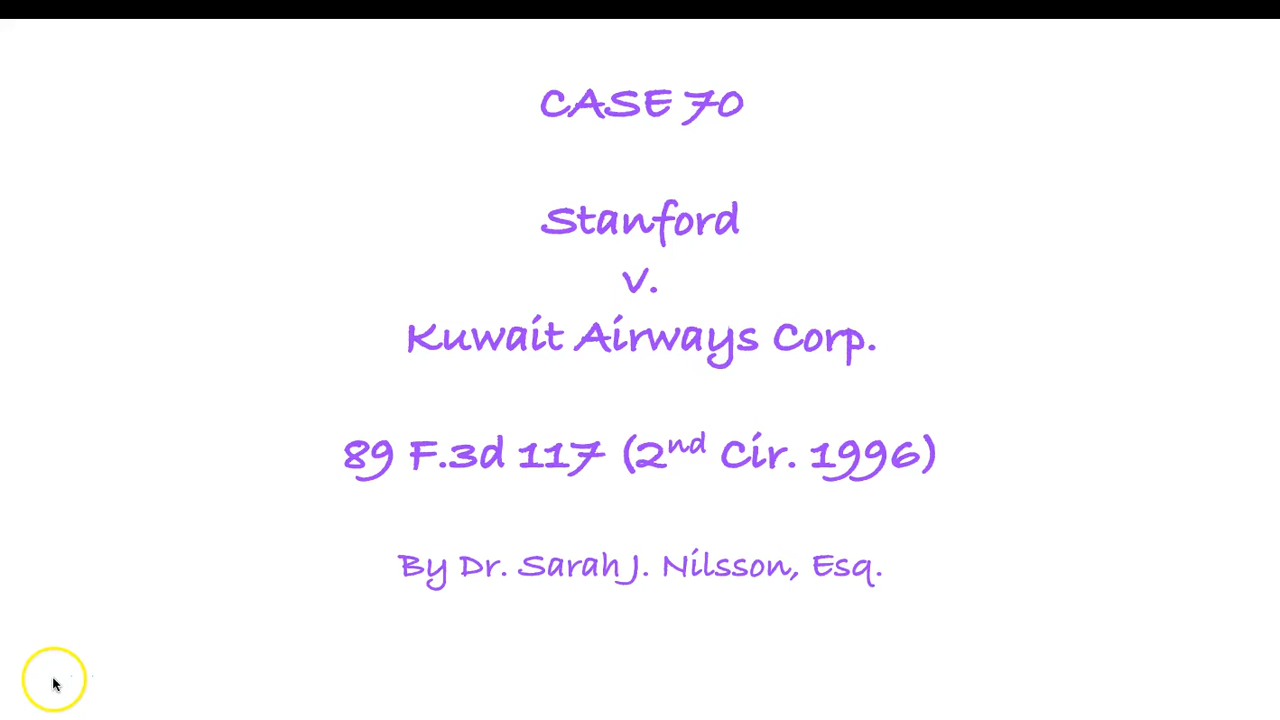 CASE 70
Stanford
v.
Kuwait Airways Corp.
89 F.3d 117 (2nd Cir. 1996)
By Dr. Sarah J. Nilsson, Esq.